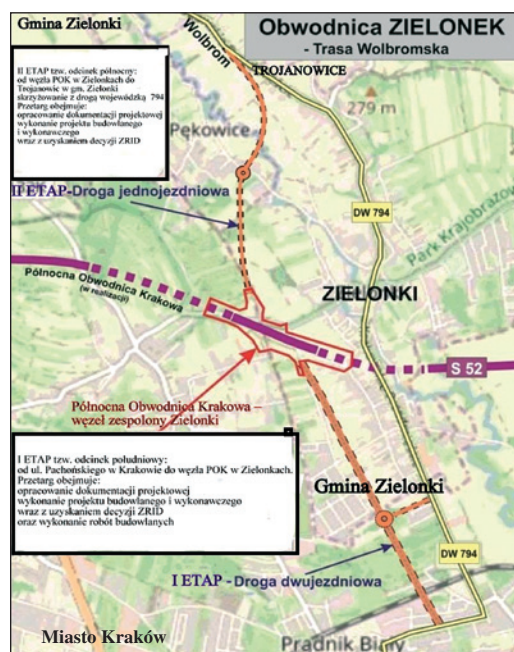 Gmina Zielonki
Obwodnica ZIELONEK
- Trasa Wolbromska
Wolbrom
TROJANOWICE
II ETAP tzw. odcinek północny:
od węzła POK w Zielonkach do
Trojanowic w gm. Zielonki
skrzyżowanie z drogą wojewódzką 794
Przetarg obejmuje:
opracowanie dokumentacji projektowej
wykonanie projektu budowlanego
i wykonawczego
wraz z uzyskaniem decyzji ZRID
279 m
Pękowice
II ETAP-Droga jednojezdniowa
DW 794
Park Krajobrazowy
Północna Obwodnica Krakowa
(w realizacji)
ZIELONKI
S 52
Północna Obwodnica Krakowa –
węzeł zespolony Zielonki
I ETAP tzw. odcinek południowy:
od ul. Pachońskiego w Krakowie do węzła POK w Zielonkach.
Przetarg obejmuje:
opracowanie dokumentacji projektowej
wykonanie projektu budowlanego i wykonawczego
wraz z uzyskaniem decyzji ZRID
oraz wykonanie robót budowlanych
Gmina Zielonki
DW 794
I ETAP - Droga dwujezdniowa
Miasto Kraków
Prądnik Biały